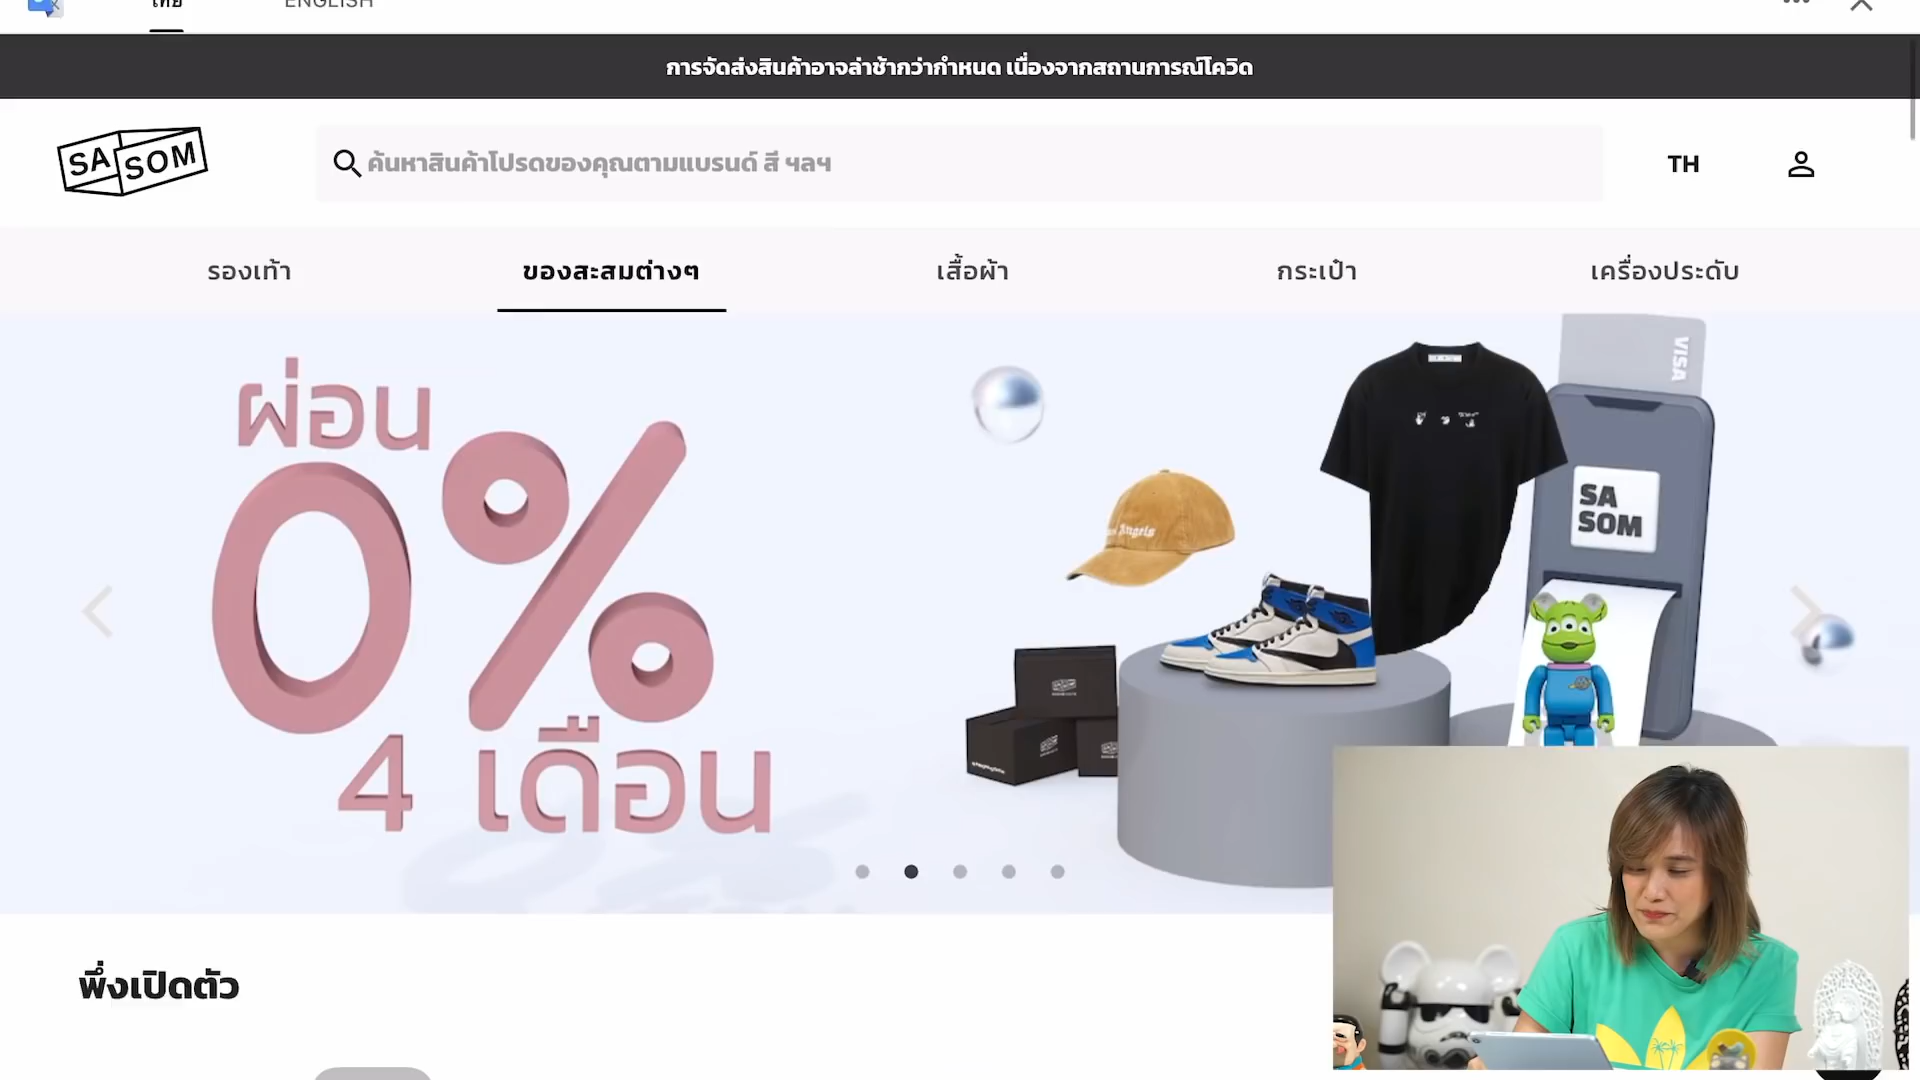 ไทย ENGLISH
การจัดส่งสินค้าอาจล่าช้ากว่ากำหนด เนื่องจากสถานการณ์โควิด
SA SOM
ค้นหาสินค้าโปรดของคุณตามแบรนด์ สี ฯลฯ
TH
รองเท้า ของสะสมต่างๆ เสื้อผ้า กระเป๋า เครื่องประดับ
ผ่อน
0%
4 เดือน
VISA
SA
SOM
Angels
พึ่งเปิดตัว